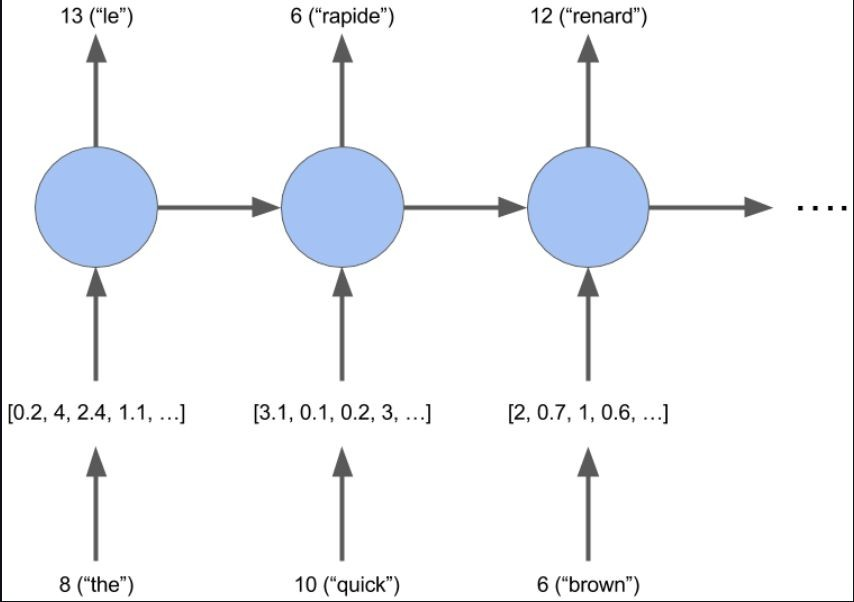 13 (“le”) 6 (“rapide”) 12 (“renard”)
....
[0.2, 4, 2.4, 1.1, …] [3.1, 0.1, 0.2, 3, …] [2, 0.7, 1, 0.6, …]
8 (“the”) 10 (“quick”) 6 (“brown”)